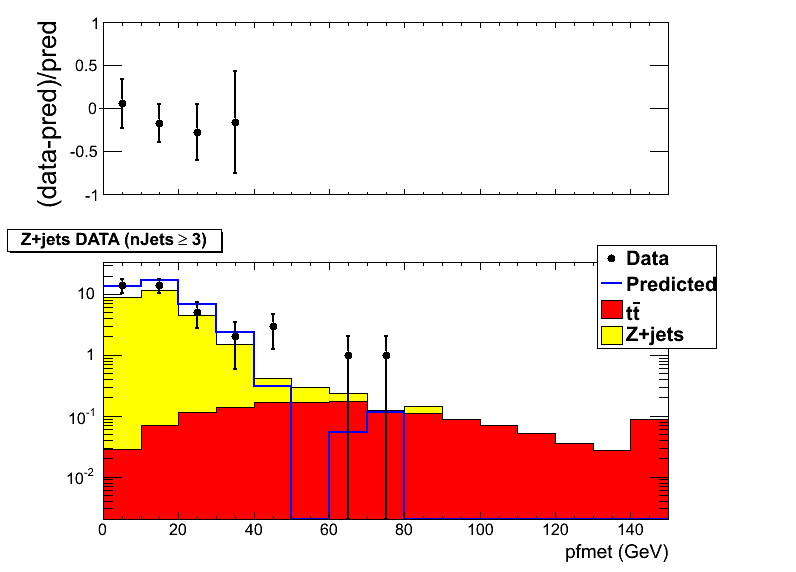 1
0.5
0
-0.5
-1
(data-pred)/pred
Z+jets DATA (nJets ≥ 3)
Data
Predicted
tt̄
Z+jets
10
1
10⁻¹
10⁻²
0 20 40 60 80 100 120 140
pfmet (GeV)